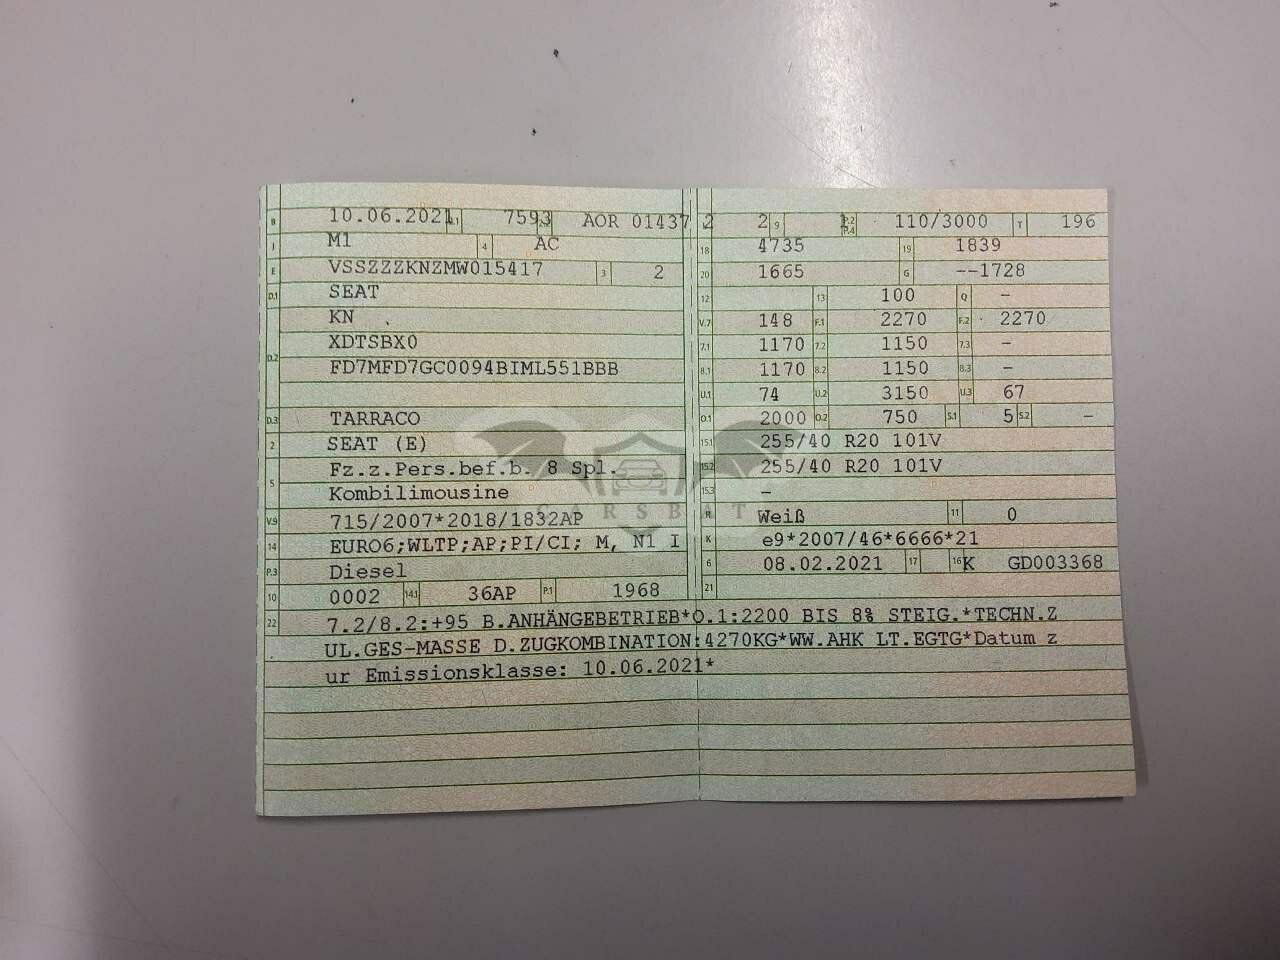 B 10.06.2021 7593 AOR 01437 2 2 9 1 P.2 P.4 110/3000 T 196
J M1 4 AC 18 4735 19 1839
E VSSZZZKNZMW015417 3 2 20 1665 G --1728
D.1 SEAT 12 13 100 Q -
KN V.7 148 F.1 2270 F.2 2270
D.2 XDTSBX0 7.1 1170 7.2 1150 7.3 -
FD7MFD7GC0094BIML551BBB 8.1 1170 8.2 1150 8.3 -
U.1 74 U.2 3150 U.3 67
D.3 TARRACO O.1 2000 O.2 750 S.1 5 S.2 -
2 SEAT (E) 15.1 255/40 R20 101V
5 Fz.z.Pers.bef.b. 8 Spl. 15.2 255/40 R20 101V
Kombilimousine 15.3 -
CARSBAT
V.9 715/2007*2018/1832AP R Weiß 11 0
14 EURO6;WLTP;AP;PI/CI; M, N1 I K e9*2007/46*6666*21
P.3 Diesel 6 08.02.2021 17 16 K GD003368
10 0002 14.1 36AP P.1 1968 21
22 7.2/8.2:+95 B.ANHÄNGEBETRIEB*O.1:2200 BIS 8% STEIG.*TECHN.Z
UL.GES-MASSE D.ZUGKOMBINATION:4270KG*WW.AHK LT.EGTG*Datum z
ur Emissionsklasse: 10.06.2021*